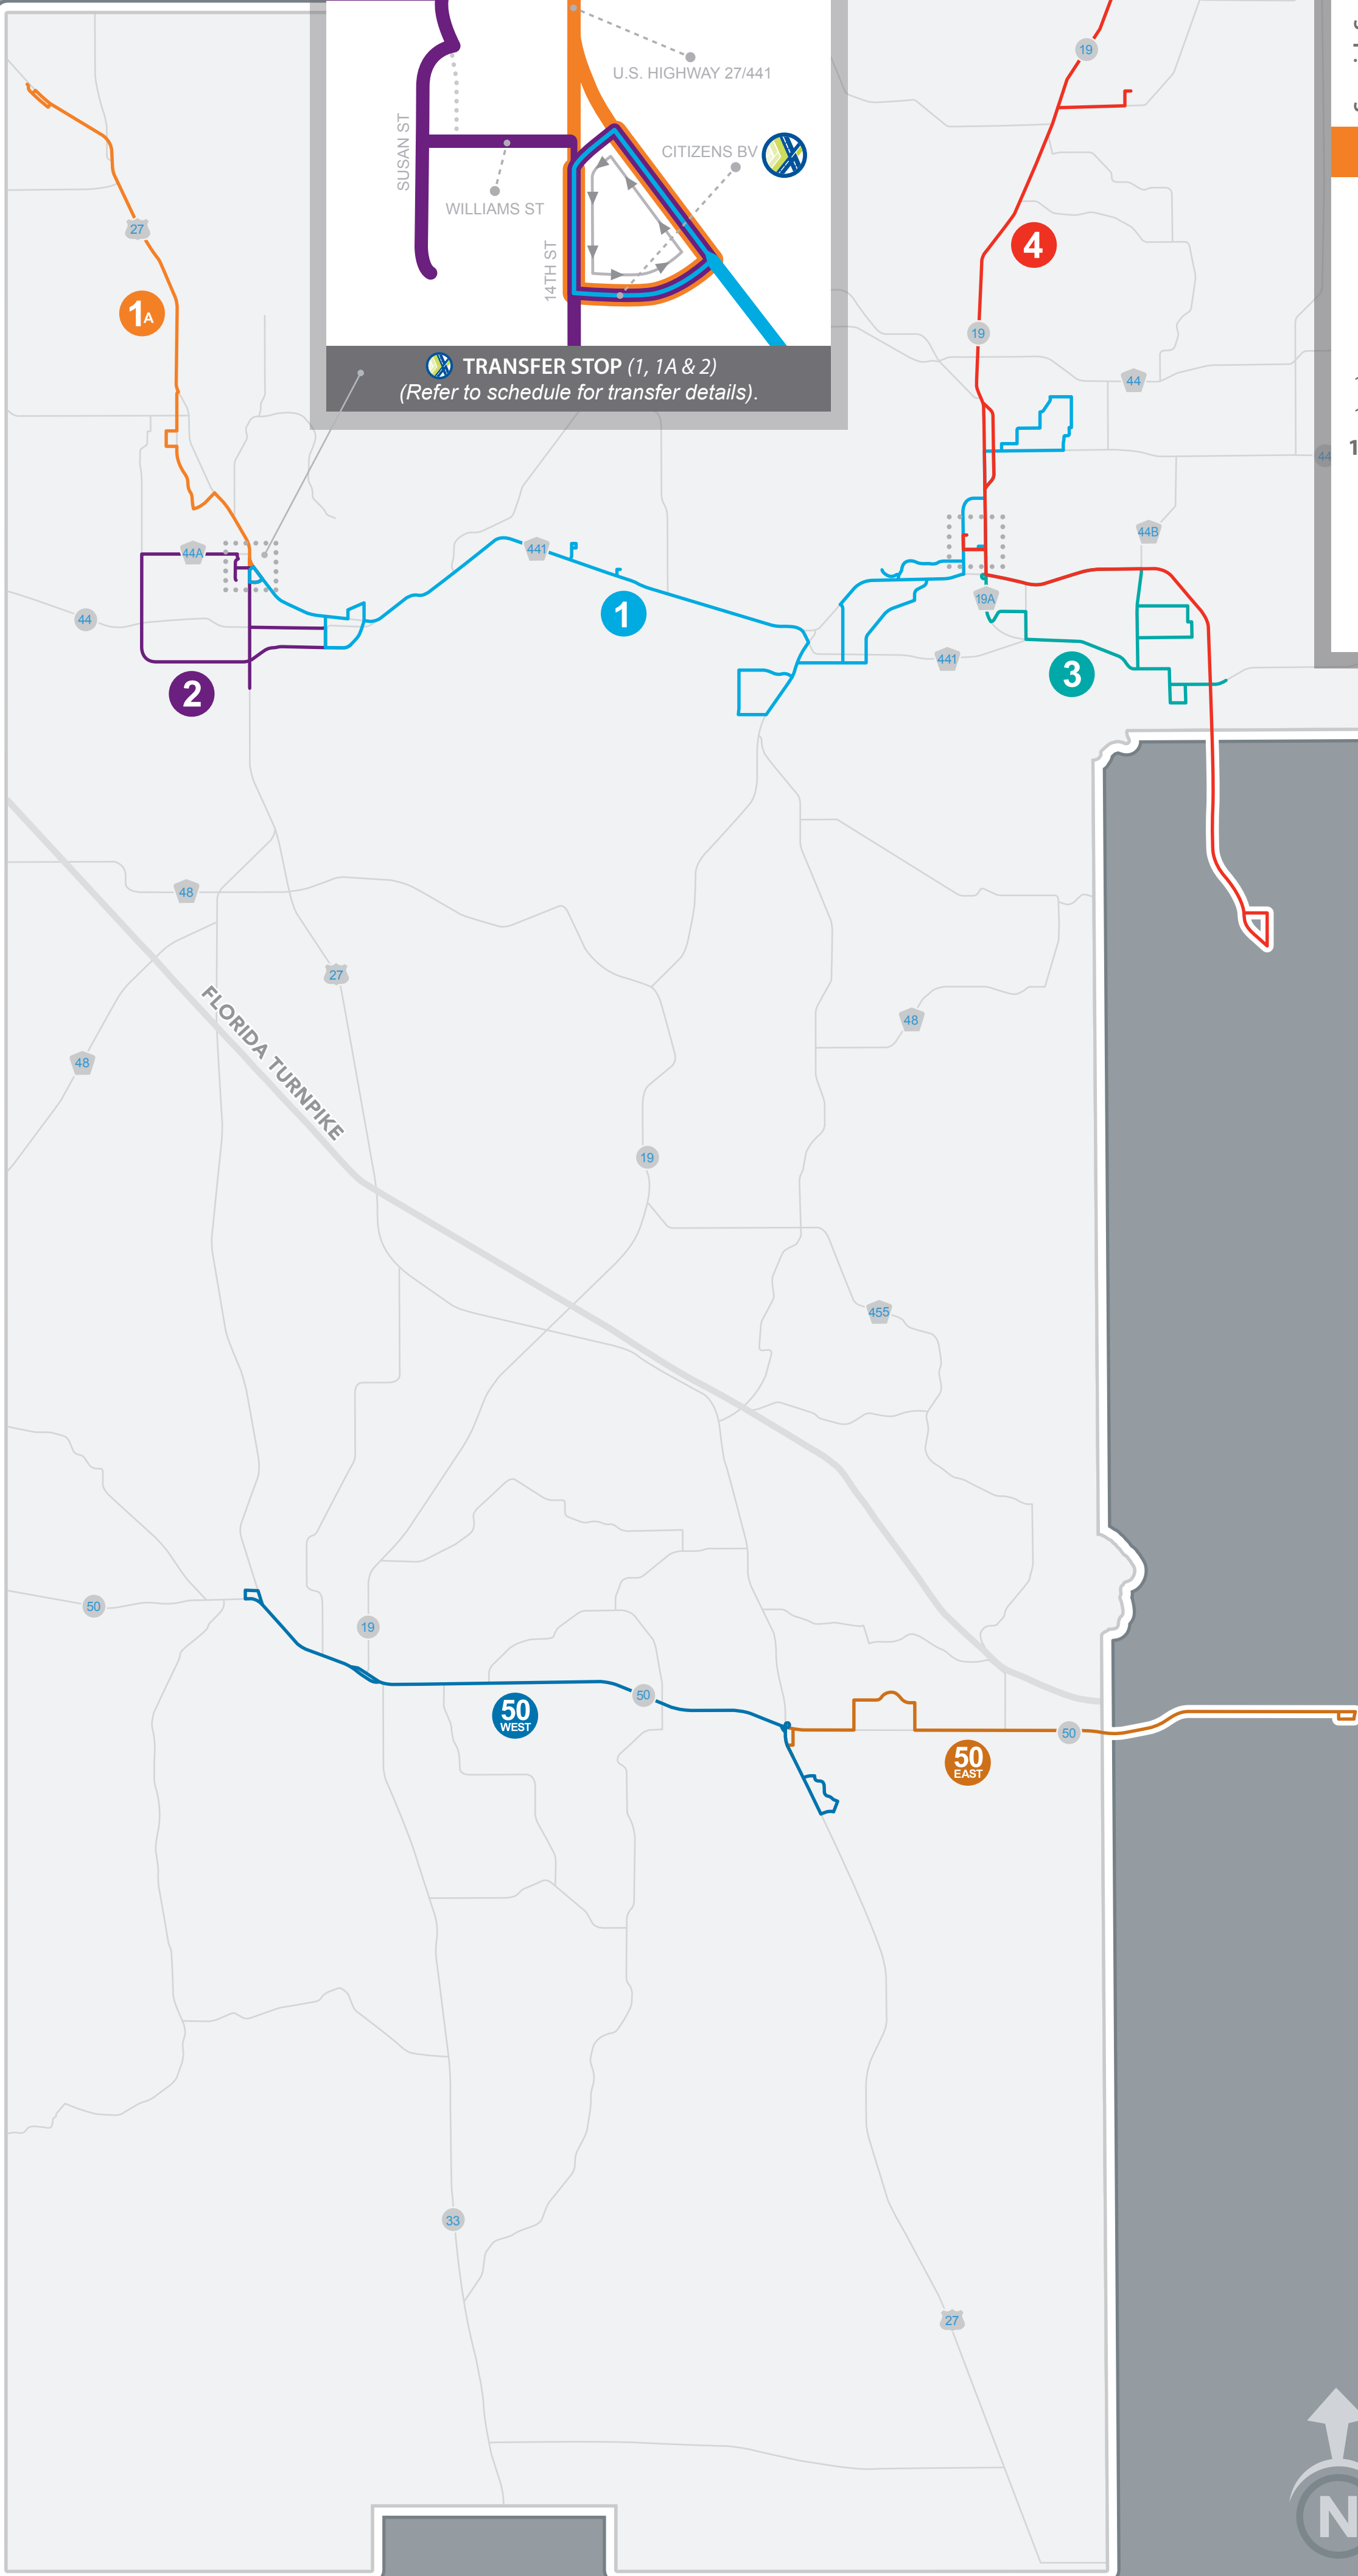 U.S. HIGHWAY 27/441
SUSAN ST
CITIZENS BV
WILLIAMS ST
14TH ST
TRANSFER STOP (1, 1A & 2)
(Refer to schedule for transfer details).
19
27
4
1A
19
44
44
44B
44A
441
19A
44
1
441
3
2
48
27
48
48
FLORIDA TURNPIKE
19
455
50
19
50
50 WEST
50
50 EAST
33
27
N